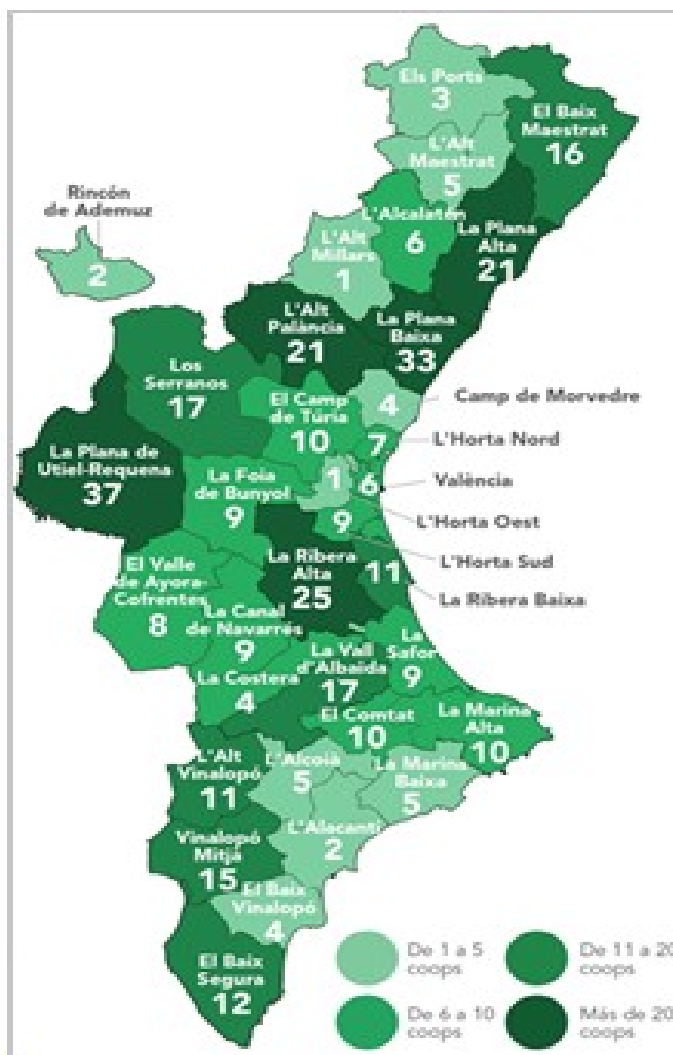 Els Ports
3
El Baix
Maestrat
16
L'Alt
Maestrat
5
Rincón
de Ademuz
2
L'Alcalatén
6
La Plana
Alta
21
L'Alt
Millars
1
L'Alt
Palància
21
La Plana
Baixa
33
Los
Serranos
17
Camp de Morvedre
4
El Camp
de Túria
10
L'Horta Nord
7
La Plana de
Utiel-Requena
37
La Foia
de Bunyol
9
1
6
València
L'Horta Oest
9
L'Horta Sud
El Valle
de Ayora-
Cofrentes
8
La Ribera
Alta
25
11
La Ribera Baixa
La Canal
de Navarrés
9
La Vall
d'Albaida
17
La
Safor
9
La Costera
4
El Comtat
10
La Marina
Alta
10
L'Alt
Vinalopó
11
L'Alcoià
5
La Marina
Baixa
5
L'Alacantí
2
Vinalopó
Mitjà
15
El Baix
Vinalopó
4
El Baix
Segura
12
De 1 a 5
coops
De 11 a 20
coops
De 6 a 10
coops
Más de 20
coops